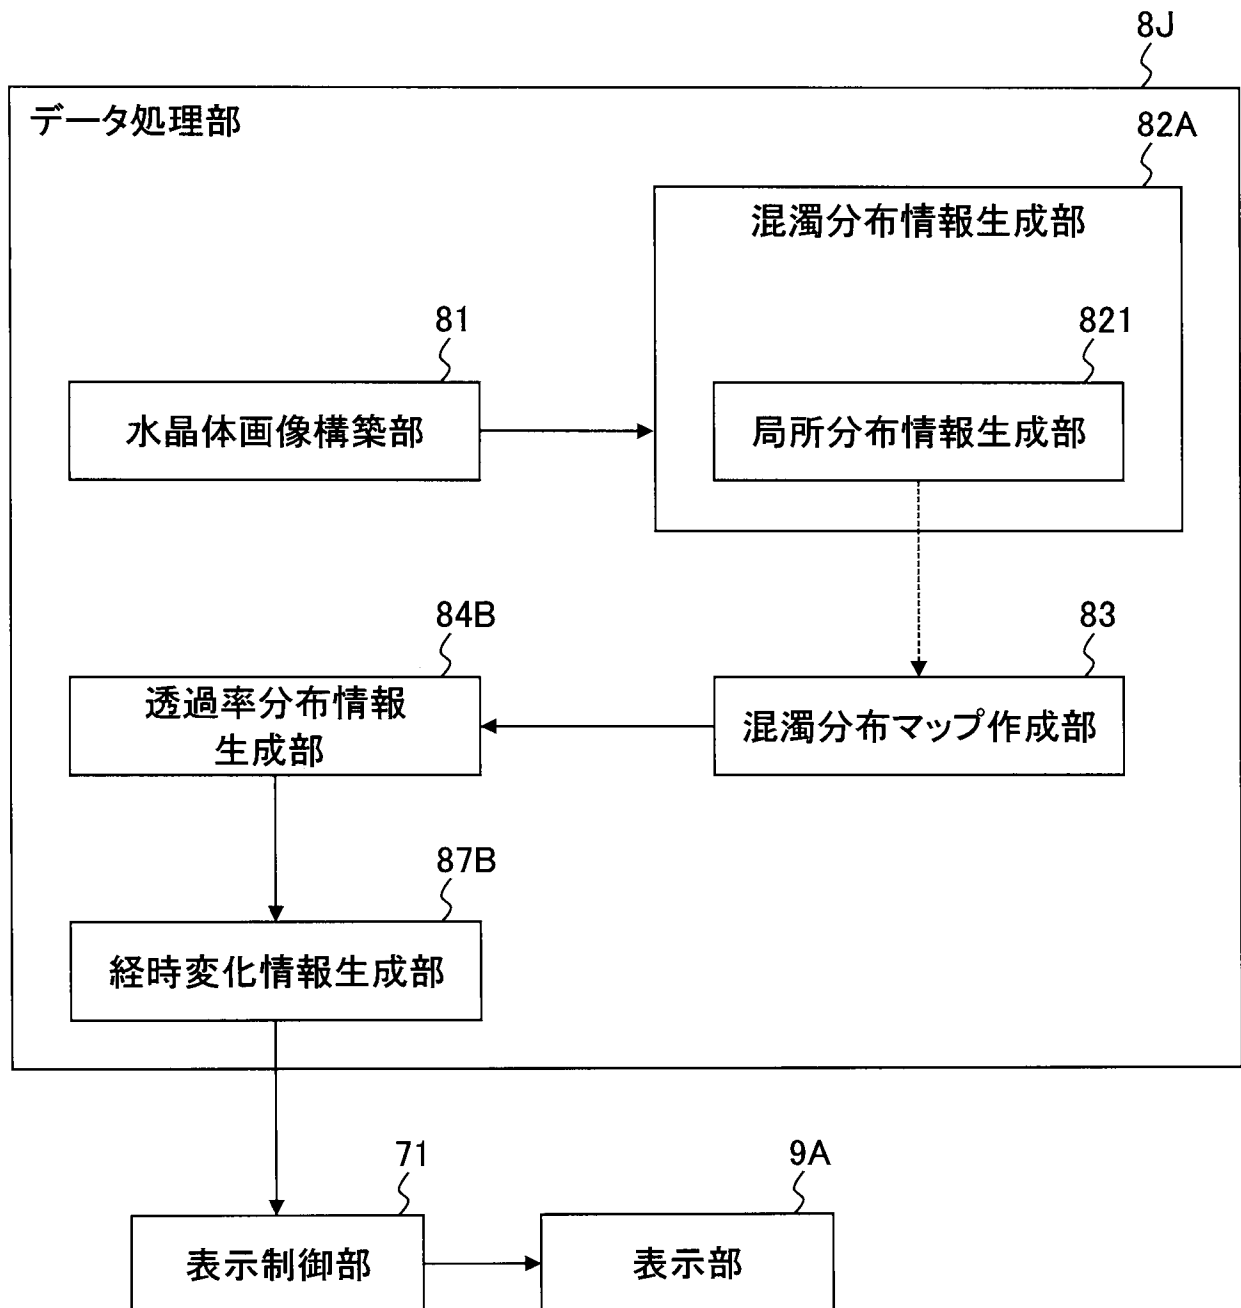 8J
データ処理部
82A
混濁分布情報生成部
81
821
水晶体画像構築部
局所分布情報生成部
84B
83
透過率分布情報
生成部
混濁分布マップ作成部
87B
経時変化情報生成部
71
9A
表示制御部
表示部